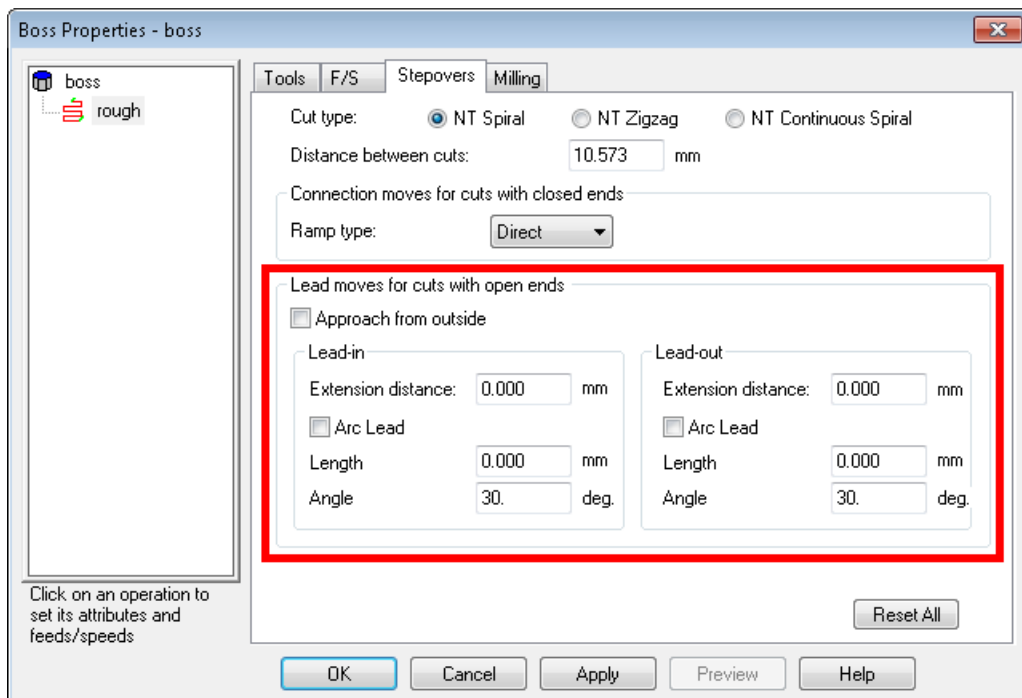 Boss Properties - boss
boss
rough
Tools F/S Stepovers Milling
Cut type: NT Spiral NT Zigzag NT Continuous Spiral
Distance between cuts: 10.573 mm
Connection moves for cuts with closed ends
Ramp type: Direct
Lead moves for cuts with open ends
Approach from outside
Lead-in Lead-out
Extension distance: 0.000 mm Extension distance: 0.000 mm
Arc Lead Arc Lead
Length 0.000 mm Length 0.000 mm
Angle 30. deg. Angle 30. deg.
Click on an operation to
set its attributes and
feeds/speeds
Reset All
OK Cancel Apply Preview Help